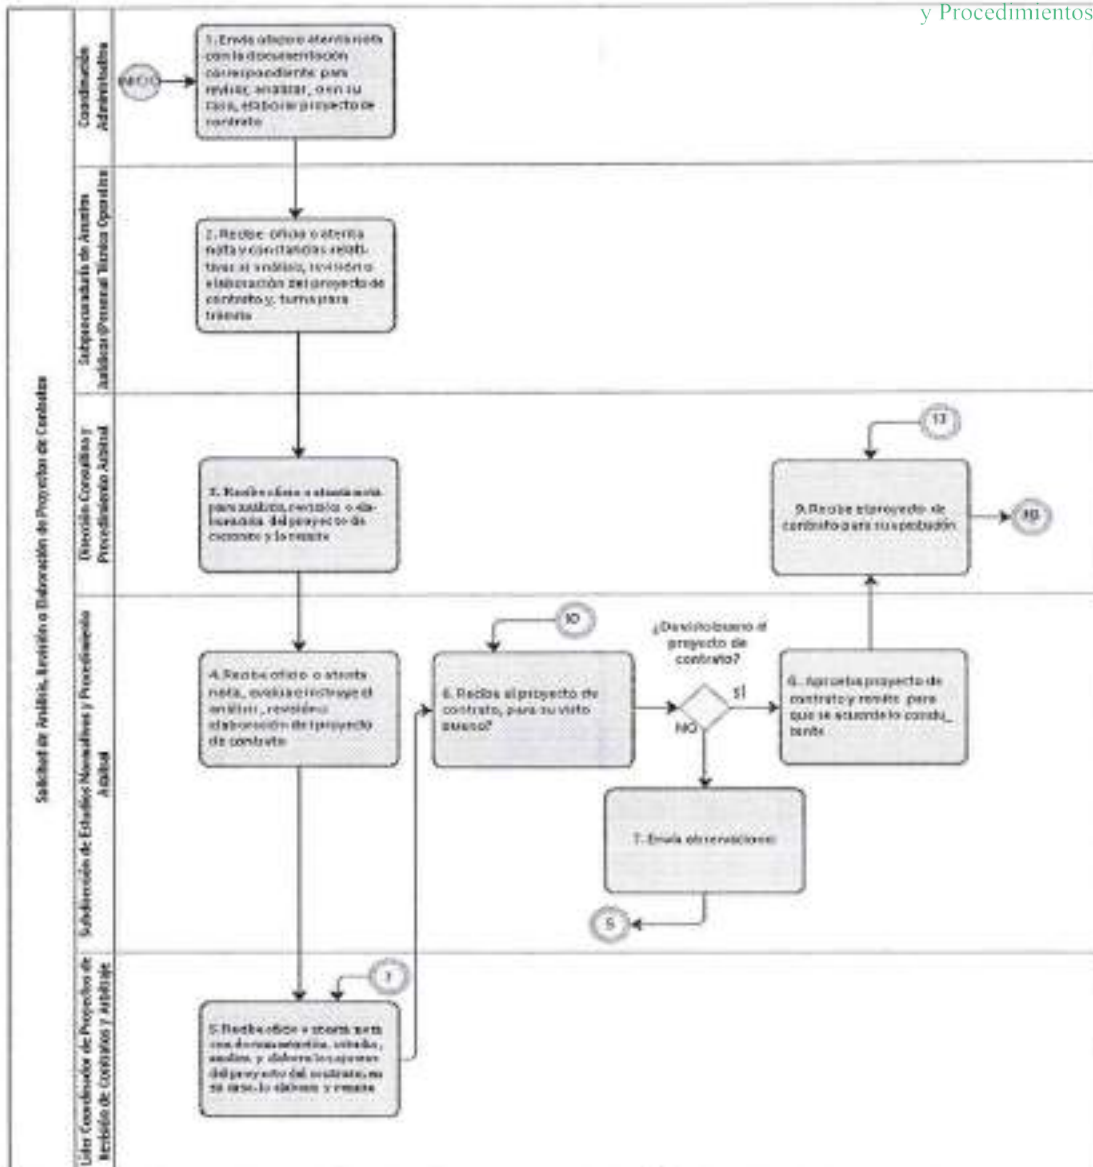 y Procedimientos
Solicitud de Análisis, Revisión o Elaboración de Proyectos de Contratos
Coordinación
Administrativa
INICIO
1. Envía oficio o atenta nota
con la documentación
correspondiente para
revisar, analizar, o en su
caso, elaborar proyecto de
contrato
Subprocuraduría de Asuntos
Jurídicos (Personal Técnico Operativo
2. Recibe oficio o atenta
nota y constancias relati-
tivas al análisis, revisión o
elaboración del proyecto de
contrato y, turna para
trámite
Dirección Consultiva y
Procedimiento Arbitral
3. Recibe oficio o atenta nota
para análisis, revisión o ela-
boración del proyecto de
contrato y lo remite
13
9. Recibe el proyecto de
contrato para su aprobación
10
Subdirección de Estudios Normativos y Procedimiento
Arbitral
4. Recibe oficio o atenta
nota, evalúa e instruye el
análisis, revisión o
elaboración del proyecto
de contrato
10
6. Recibe el proyecto de
contrato, para su visto
bueno?
¿Da visto bueno al
proyecto de
contrato?
SÍ
NO
6. Aprueba proyecto de
contrato y remite para
que se acuerde lo condu_
cente
7. Envía observaciones
5
Líder Coordinador de Proyectos de
Revisión de Contratos y Arbitraje
7
5. Recibe oficio o atenta nota
con documentación, estudia,
analiza y elabora
del proyecto del contrato, en
su caso, lo elabora y remite